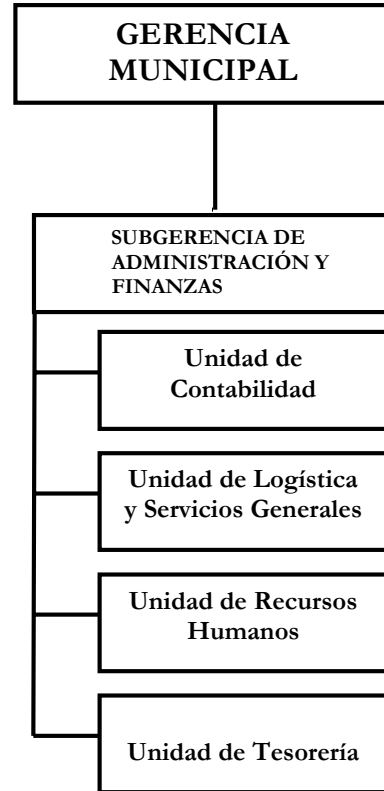 GERENCIA
MUNICIPAL
SUBGERENCIA DE
ADMINISTRACIÓN Y
FINANZAS
Unidad de
Contabilidad
Unidad de Logística
y Servicios Generales
Unidad de Recursos
Humanos
Unidad de Tesorería